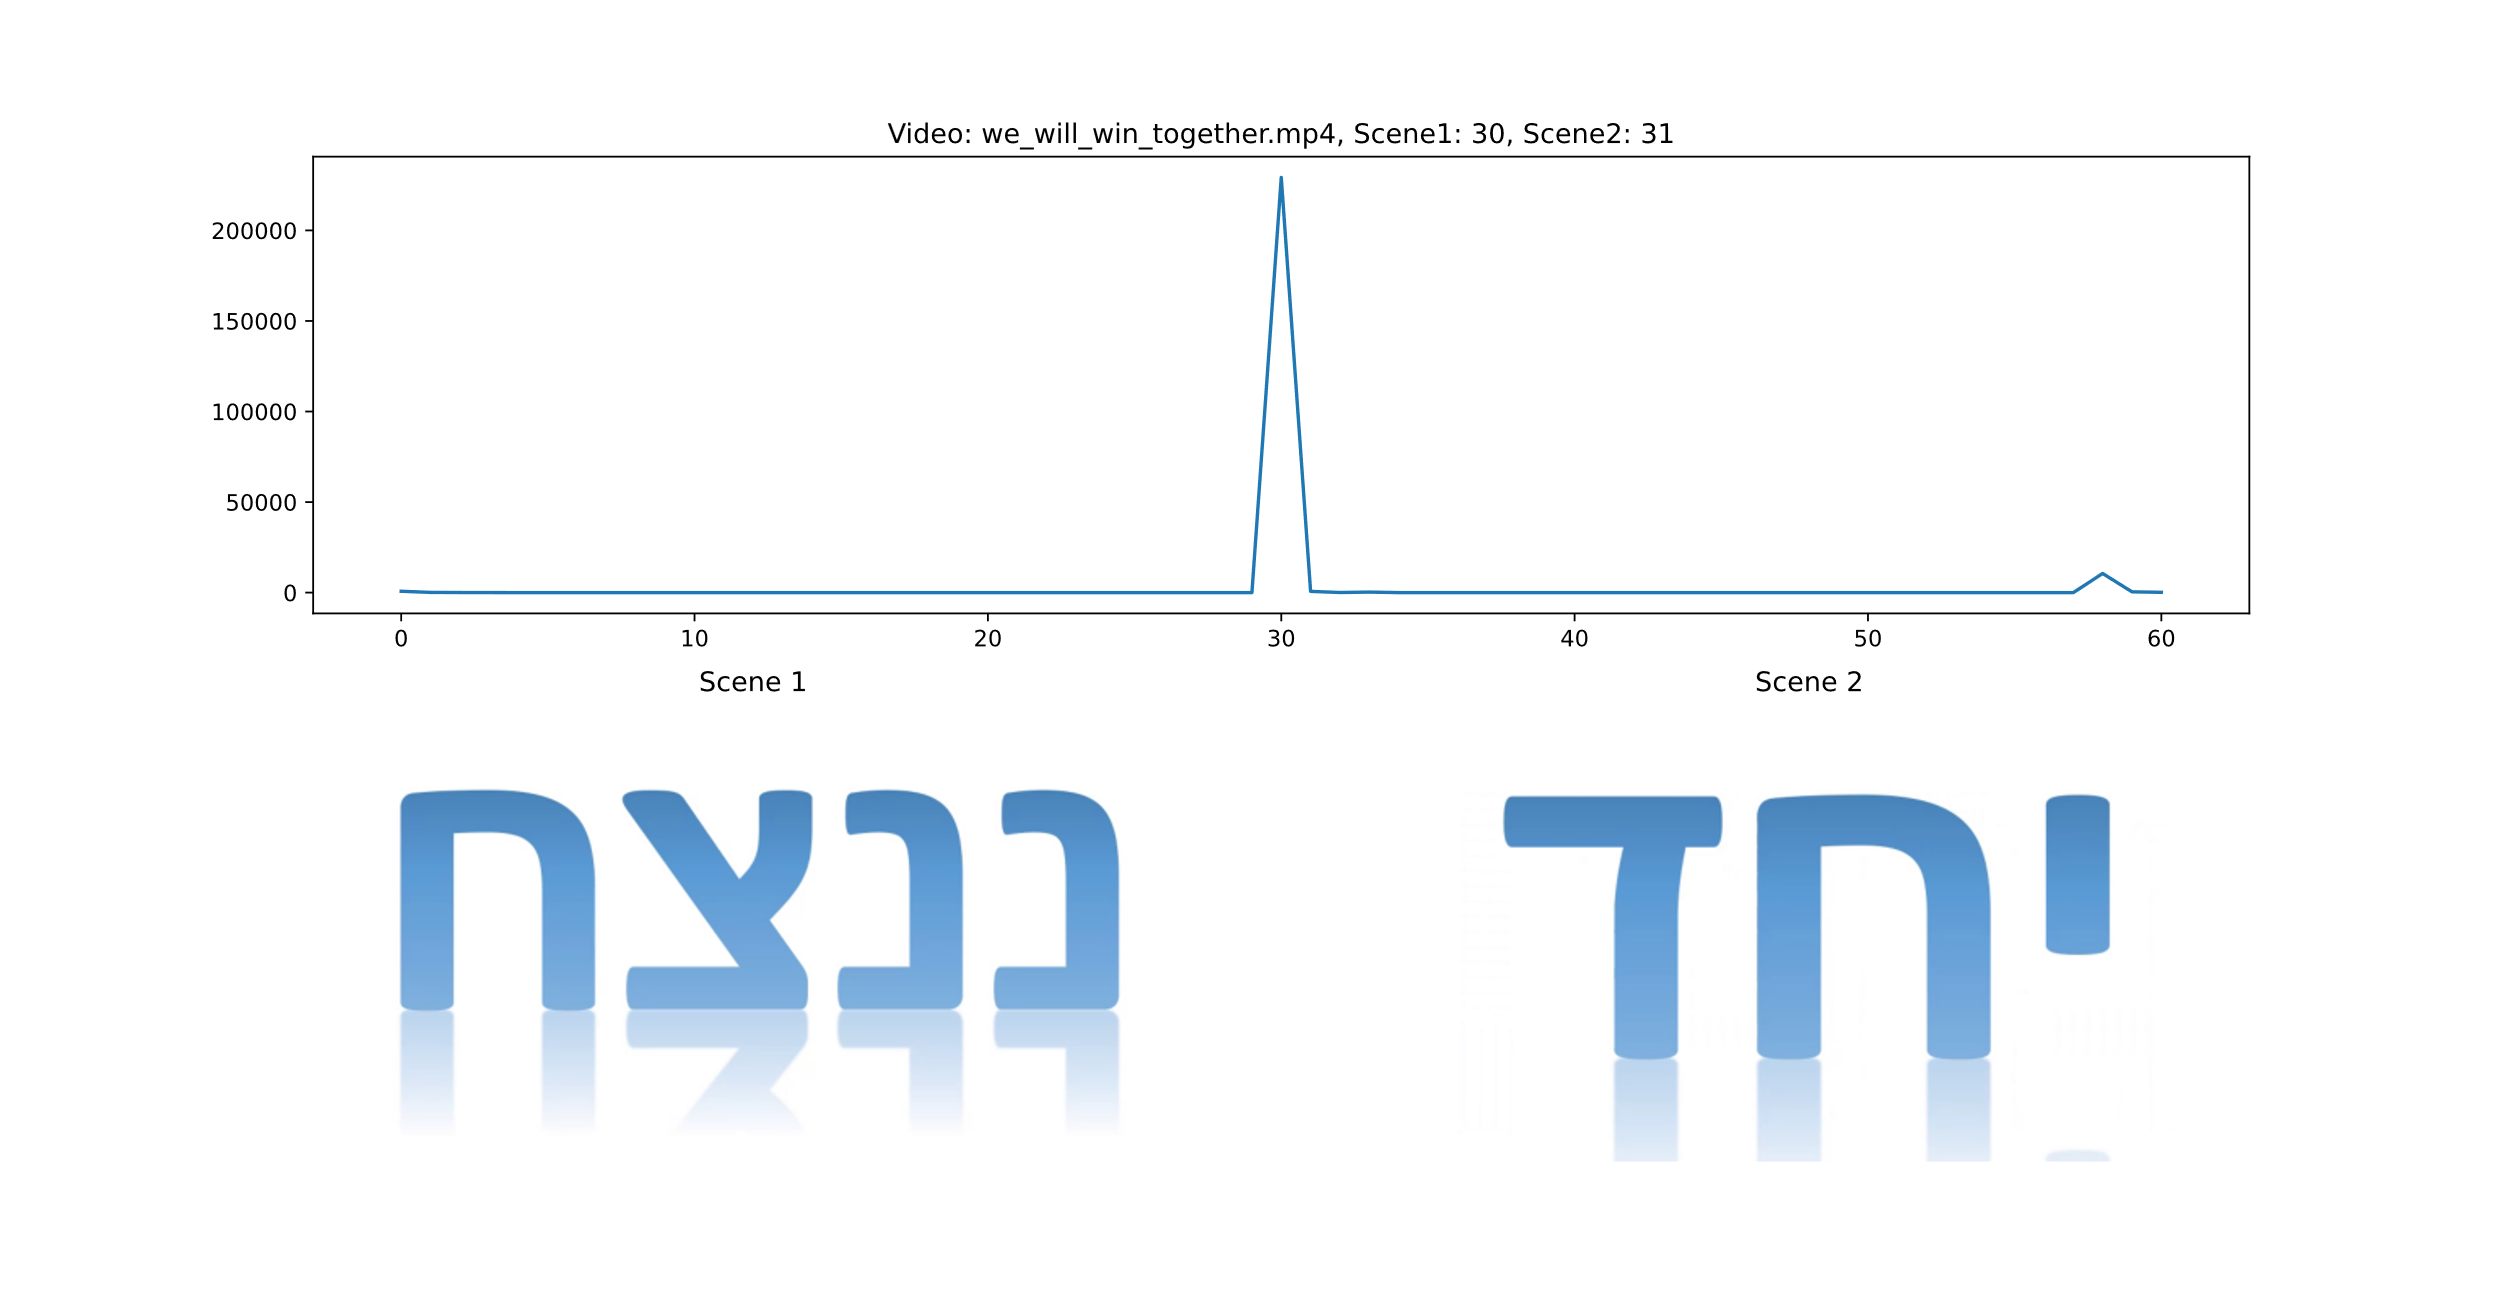 Video: we_will_win_together.mp4, Scene1: 30, Scene2: 31
200000
150000
100000
50000
0
0 10 20 30 40 50 60
Scene 1
Scene 2
ננצח
יחד